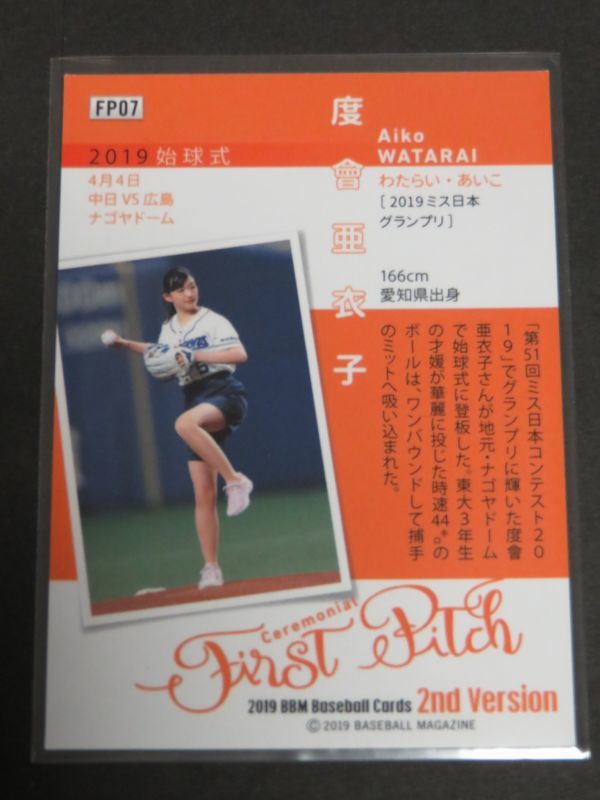 FP07
2019 始球式
4月4日
中日 VS 広島
ナゴヤドーム
度會亜衣子
Aiko
WATARAI
わたらい・あいこ
[2019ミス日本
グランプリ]
166cm
愛知県出身
「第51回ミス日本コンテスト20
19」でグランプリに輝いた度會
亜衣子さんが地元・ナゴヤドーム
で始球式に登板した。東大3年生
の才媛が華麗に投じた時速44㌔の
ボールは、ワンバウンドして捕手
のミットへ吸い込まれた。
Ceremonial
First Pitch
2019 BBM Baseball Cards 2nd Version
©2019 BASEBALL MAGAZINE